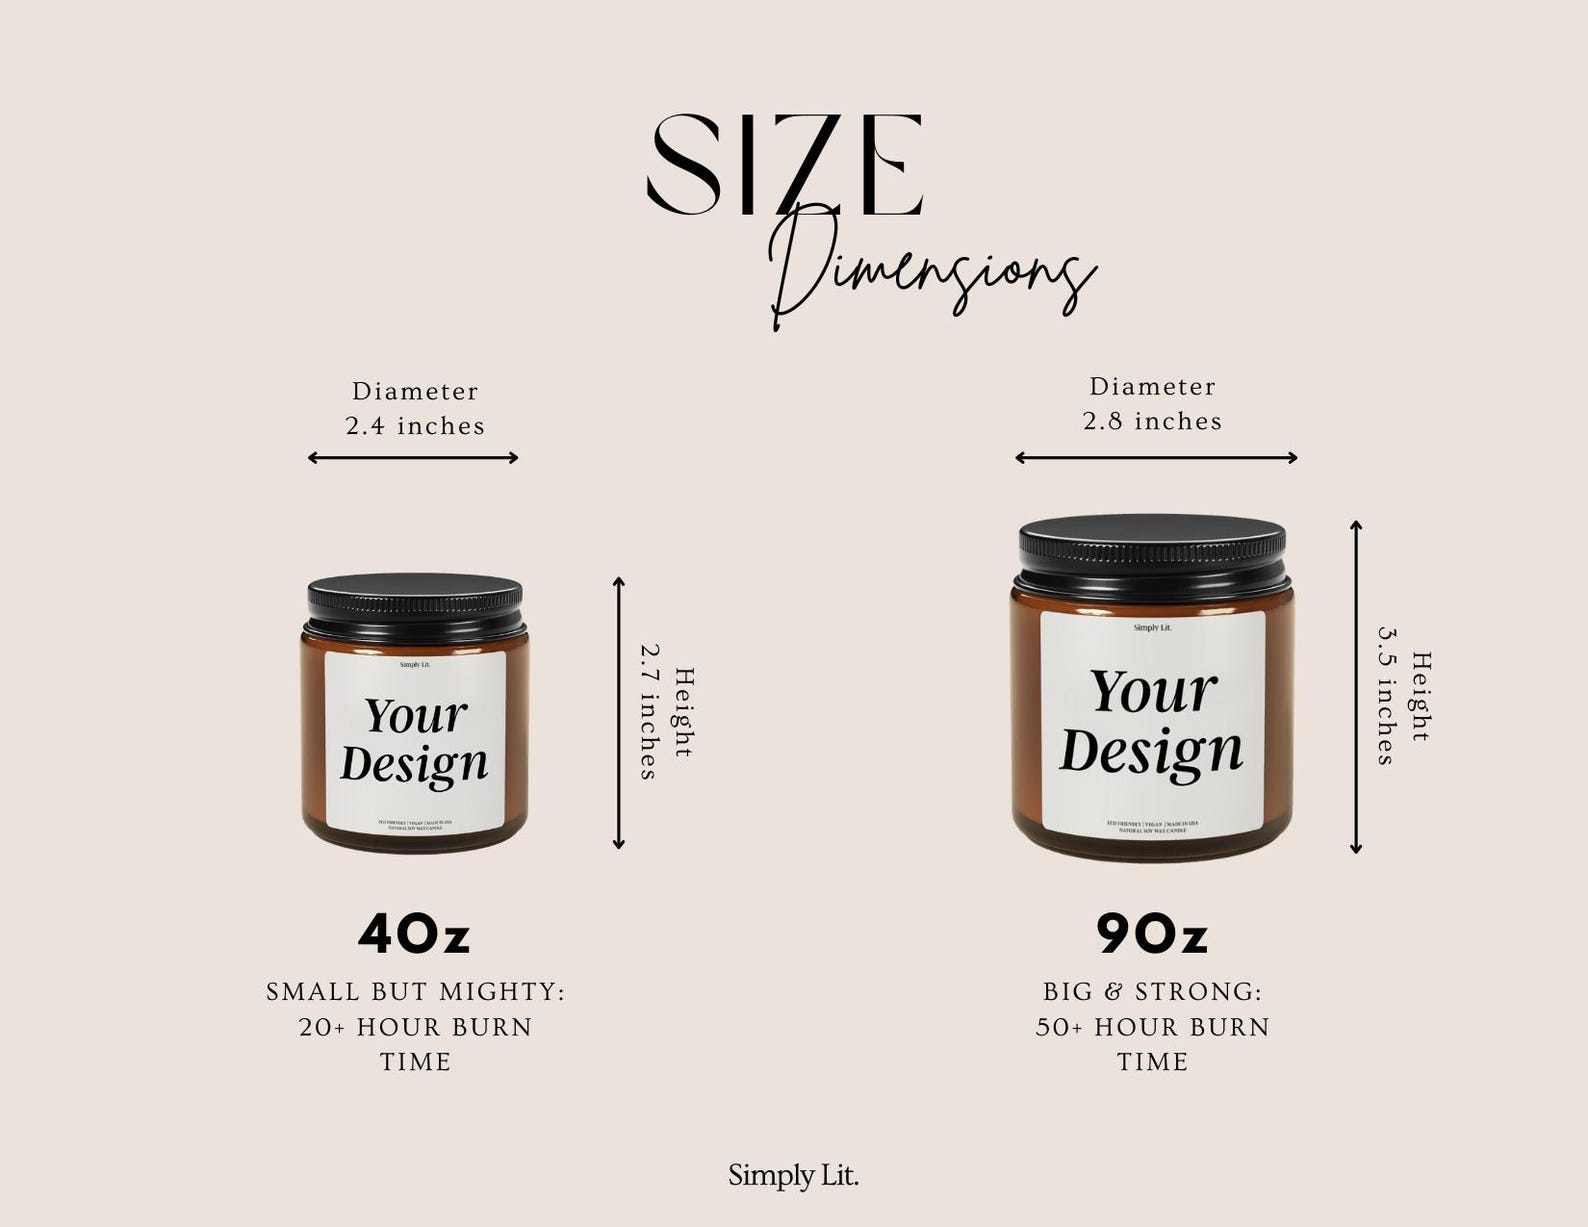 SIZE
Dimensions
Diameter
2.4 inches
Diameter
2.8 inches
Height
2.7 inches
Height
3.5 inches
Simply Lit.
Your
Design
ECO FRIENDLY | VEGAN | MADE IN USA
NATURAL SOY WAX CANDLE
Simply Lit.
Your
Design
ECO FRIENDLY | VEGAN | MADE IN USA
NATURAL SOY WAX CANDLE
4Oz
SMALL BUT MIGHTY:
20+ HOUR BURN
TIME
9Oz
BIG & STRONG:
50+ HOUR BURN
TIME
Simply Lit.